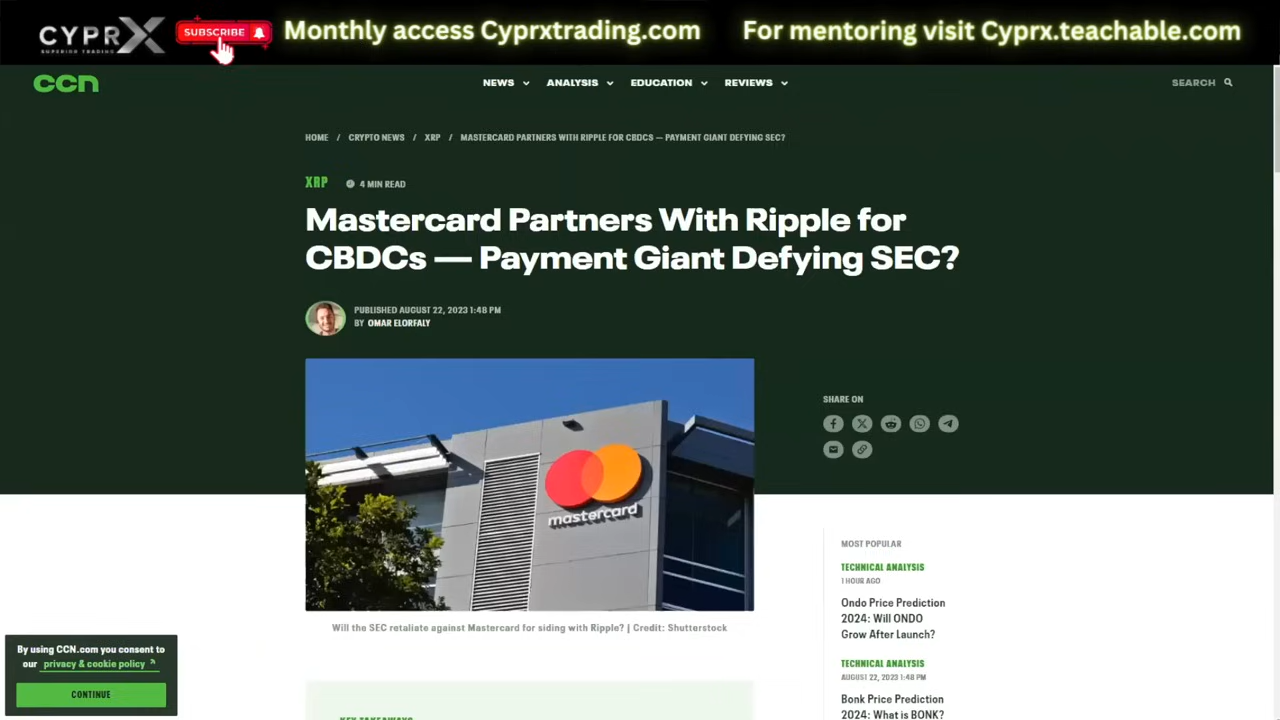 CYPRX
SUPERIOR TRADING
SUBSCRIBE
Monthly access Cyprxtrading.com
For mentoring visit Cyprx.teachable.com
ccn
NEWS
ANALYSIS
EDUCATION
REVIEWS
SEARCH
HOME / CRYPTO NEWS / XRP / MASTERCARD PARTNERS WITH RIPPLE FOR CBDCS — PAYMENT GIANT DEFYING SEC?
XRP
4 MIN READ
Mastercard Partners With Ripple for
CBDCs — Payment Giant Defying SEC?
PUBLISHED AUGUST 22, 2023 1:48 PM
BY OMAR ELORFALY
mastercard
Will the SEC retaliate against Mastercard for siding with Ripple? | Credit: Shutterstock
SHARE ON
MOST POPULAR
TECHNICAL ANALYSIS
1 HOUR AGO
Ondo Price Prediction
2024: Will ONDO
Grow After Launch?
TECHNICAL ANALYSIS
AUGUST 22, 2023 1:48 PM
Bonk Price Prediction
2024: What is BONK?
By using CCN.com you consent to
our privacy & cookie policy
CONTINUE
KEY TAKEAWAYS